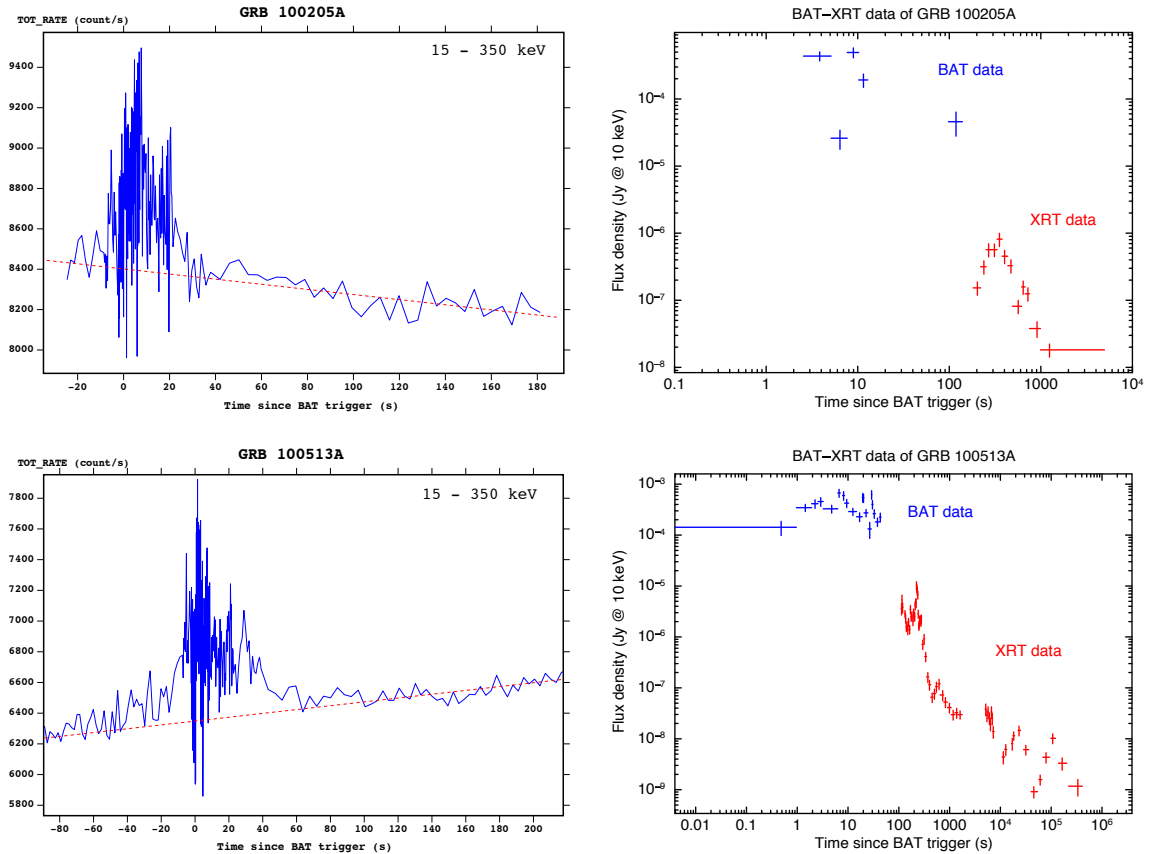 GRB 100205A
TOT_RATE (count/s)
15 – 350 keV
9400
9200
9000
8800
8600
8400
8200
8000
−20 0 20 40 60 80 100 120 140 160 180
Time since BAT trigger (s)
BAT−XRT data of GRB 100205A
BAT data
XRT data
Flux density (Jy @ 10 keV)
10−4
10−5
10−6
10−7
10−8
0.1 1 10 100 1000 104
Time since BAT trigger (s)
GRB 100513A
TOT_RATE (count/s)
15 – 350 keV
7800
7600
7400
7200
7000
6800
6600
6400
6200
6000
5800
−80 −60 −40 −20 0 20 40 60 80 100 120 140 160 180 200
Time since BAT trigger (s)
BAT−XRT data of GRB 100513A
BAT data
XRT data
Flux density (Jy @ 10 keV)
10−3
10−4
10−5
10−6
10−7
10−8
10−9
0.01 0.1 1 10 100 1000 104 105 106
Time since BAT trigger (s)